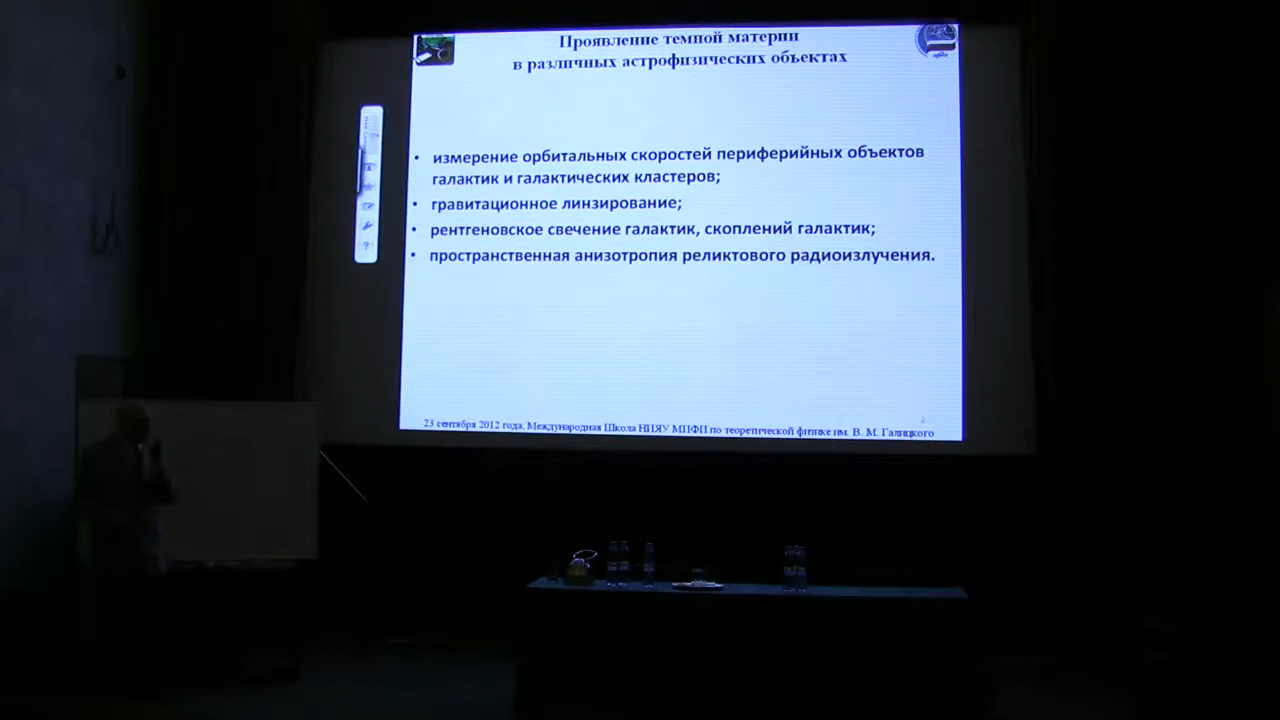 Проявление темной материи
в различных астрофизических объектах
• измерение орбитальных скоростей периферийных объектов
галактик и галактических кластеров;
• гравитационное линзирование;
• рентгеновское свечение галактик, скоплений галактик;
• пространственная анизотропия реликтового радиоизлучения.
2
23 сентября 2012 года, Международная Школа НИЯУ МИФИ по теоретической физике им. В. М. Галицкого